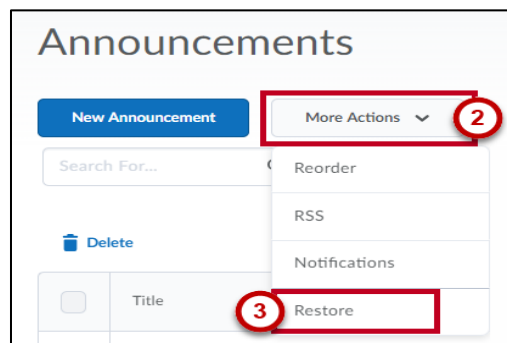 Announcements
New Announcement
More Actions
2
Search For...
Reorder
RSS
Delete
Notifications
Title
3
Restore